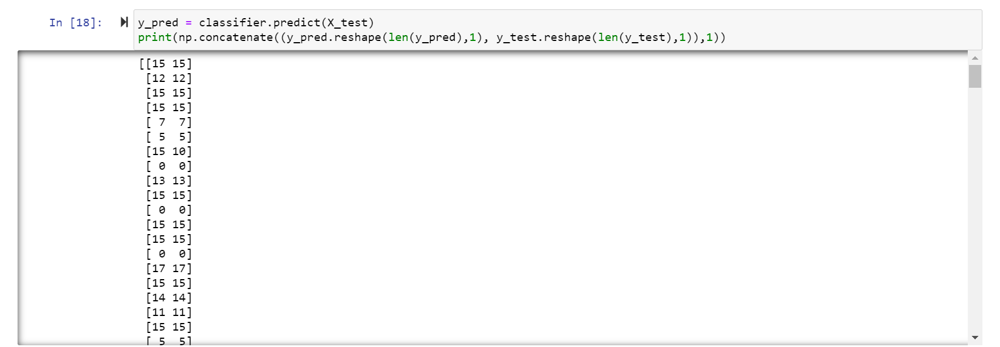 In [18]:
y_pred = classifier.predict(X_test)
print(np.concatenate((y_pred.reshape(len(y_pred),1), y_test.reshape(len(y_test),1)),1))
[[15 15]
 [12 12]
 [15 15]
 [15 15]
 [ 7  7]
 [ 5  5]
 [15 10]
 [ 0  0]
 [13 13]
 [15 15]
 [ 0  0]
 [15 15]
 [15 15]
 [ 0  0]
 [17 17]
 [15 15]
 [14 14]
 [11 11]
 [15 15]
 [ 5  5]